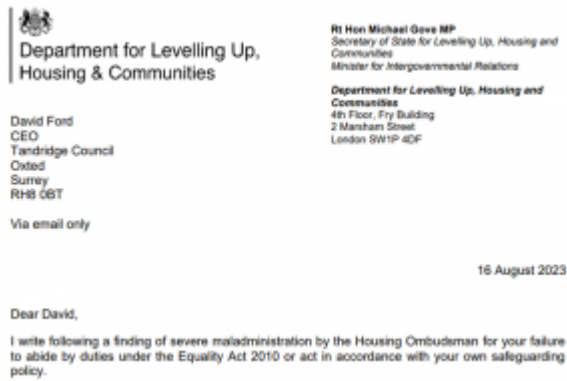 Department for Levelling Up,
Housing & Communities
Rt Hon Michael Gove MP
Secretary of State for Levelling Up, Housing and
Communities
Minister for Intergovernmental Relations
Department for Levelling Up, Housing and
Communities
4th Floor, Fry Building
2 Marsham Street
London SW1P 4DF
David Ford
CEO
Tandridge Council
Oxted
Surrey
RH8 0BT
Via email only
16 August 2023
Dear David,
I write following a finding of severe maladministration by the Housing Ombudsman for your failure
to abide by duties under the Equality Act 2010 or act in accordance with your own safeguarding
policy.